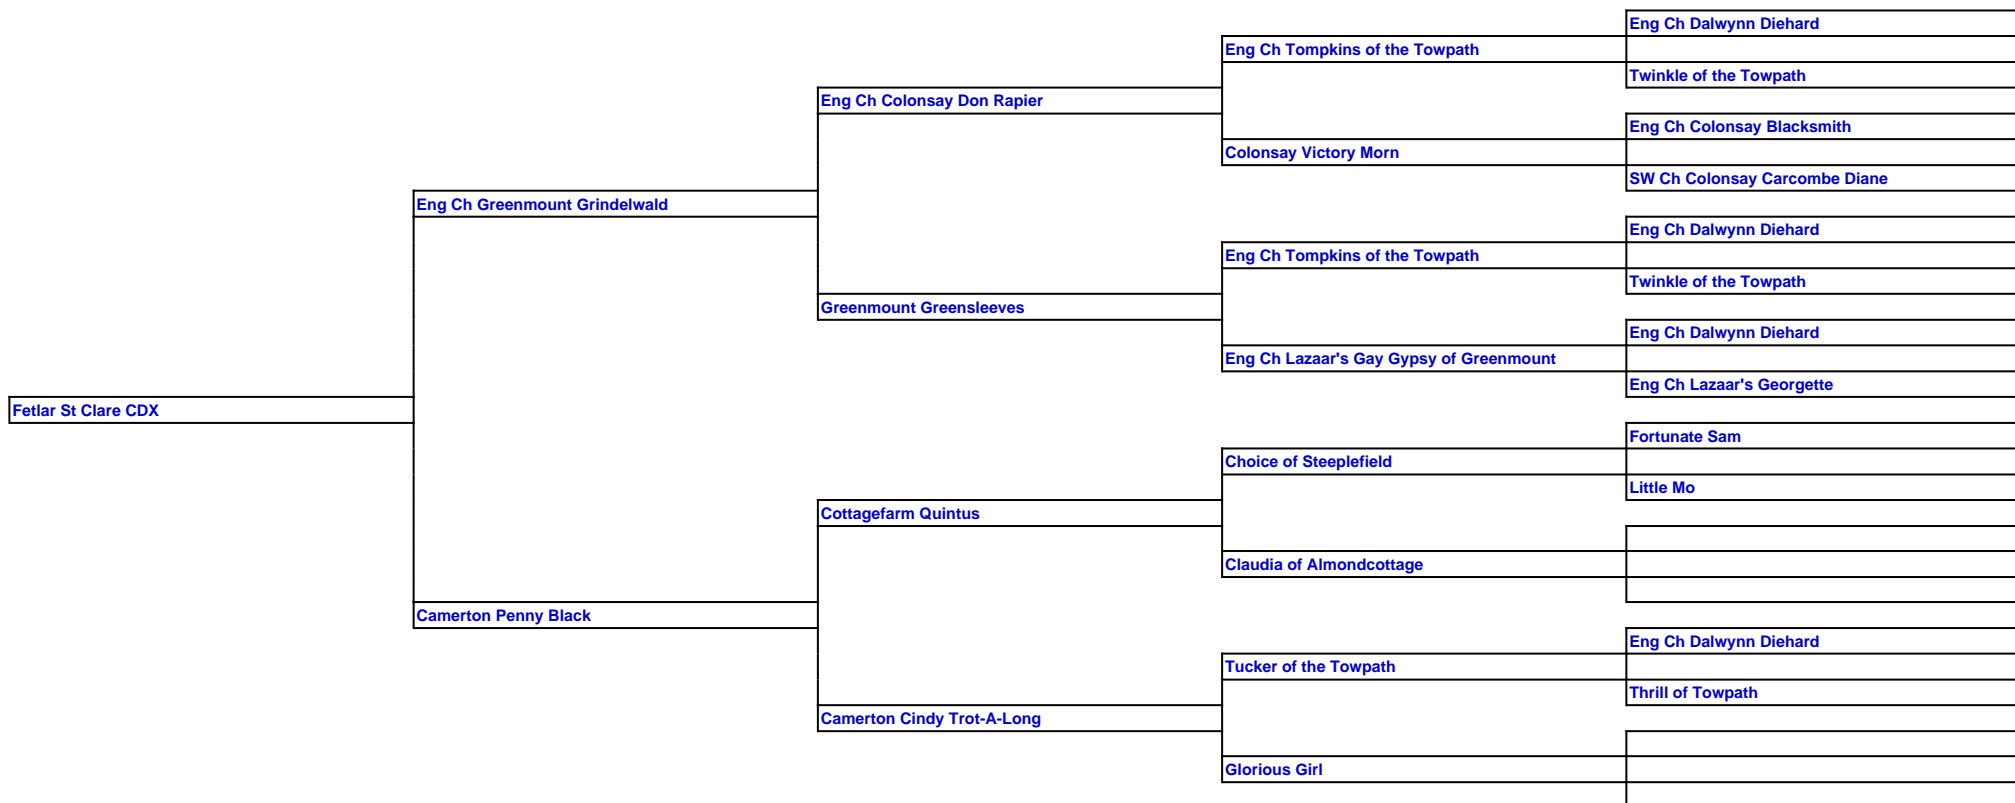 Eng Ch Dalwynn Diehard
Eng Ch Tompkins of the Towpath
Twinkle of the Towpath
Eng Ch Colonsay Don Rapier
Eng Ch Colonsay Blacksmith
Colonsay Victory Morn
SW Ch Colonsay Carcombe Diane
Eng Ch Greenmount Grindelwald
Eng Ch Dalwynn Diehard
Eng Ch Tompkins of the Towpath
Twinkle of the Towpath
Greenmount Greensleeves
Eng Ch Dalwynn Diehard
Eng Ch Lazaar's Gay Gypsy of Greenmount
Eng Ch Lazaar's Georgette
Fetlar St Clare CDX
Fortunate Sam
Choice of Steeplefield
Little Mo
Cottagefarm Quintus
Claudia of Almondcottage
Camerton Penny Black
Eng Ch Dalwynn Diehard
Tucker of the Towpath
Thrill of Towpath
Camerton Cindy Trot-A-Long
Glorious Girl